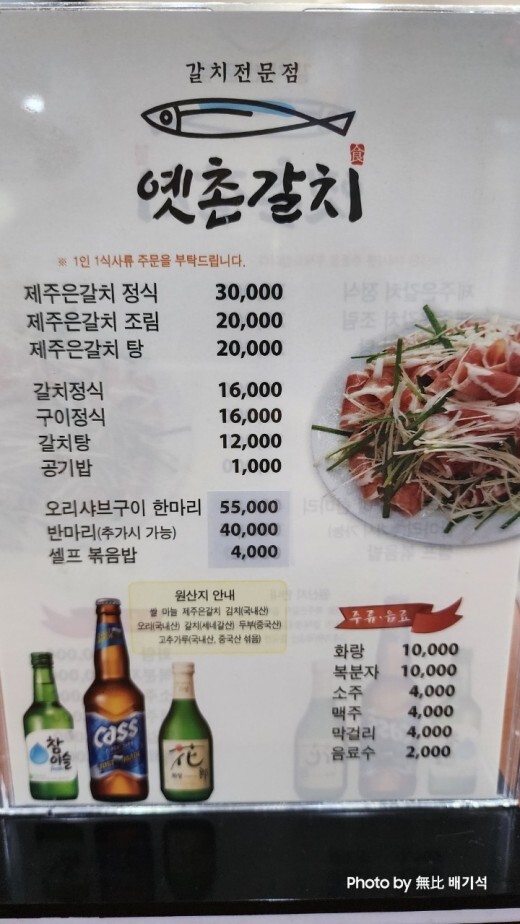 갈치전문점
食
옛촌갈치
※ 1인 1식사류 주문을 부탁드립니다.
제주은갈치 정식 30,000
제주은갈치 조림 20,000
제주은갈치 탕 20,000
갈치정식 16,000
구이정식 16,000
갈치탕 12,000
공기밥 1,000
오리샤브구이 한마리 55,000
반마리(추가시 가능) 40,000
셀프 볶음밥 4,000
원산지 안내
쌀 마늘 제주은갈치 김치(국내산)
오리(국내산) 갈치(세네갈산) 두부(중국산)
고추가루(국내산, 중국산 섞음)
주류·음료
화랑 10,000
복분자 10,000
소주 4,000
맥주 4,000
막걸리 4,000
음료수 2,000
참이슬
Cass
花
Photo by 無比 배기석